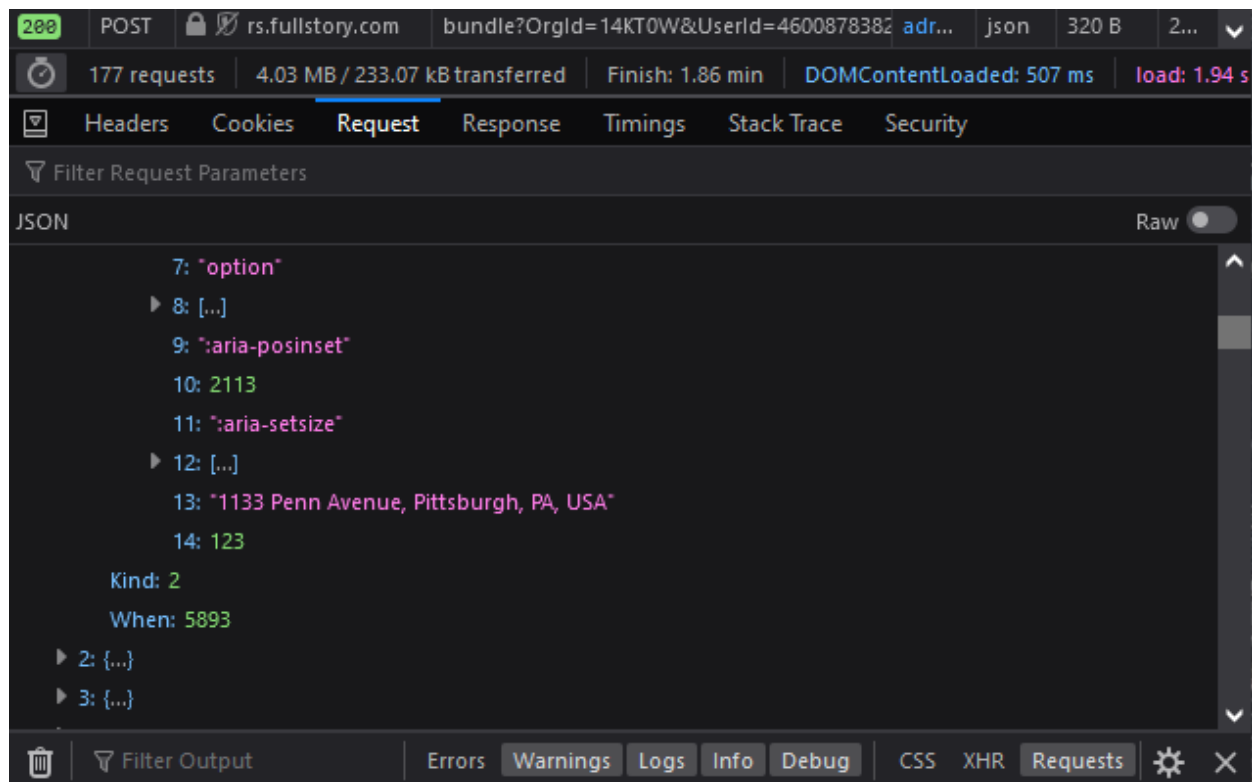 200 POST rs.fullstory.com bundle?OrgId=14KT0W&UserId=4600878382 adr... json 320 B 2...
177 requests 4.03 MB / 233.07 kB transferred Finish: 1.86 min DOMContentLoaded: 507 ms load: 1.94 s
Headers Cookies Request Response Timings Stack Trace Security
Filter Request Parameters
JSON Raw
7: "option"
8: [...]
9: ":aria-posinset"
10: 2113
11: ":aria-setsize"
12: [...]
13: "1133 Penn Avenue, Pittsburgh, PA, USA"
14: 123
Kind: 2
When: 5893
2: {...}
3: {...}
Filter Output Errors Warnings Logs Info Debug CSS XHR Requests